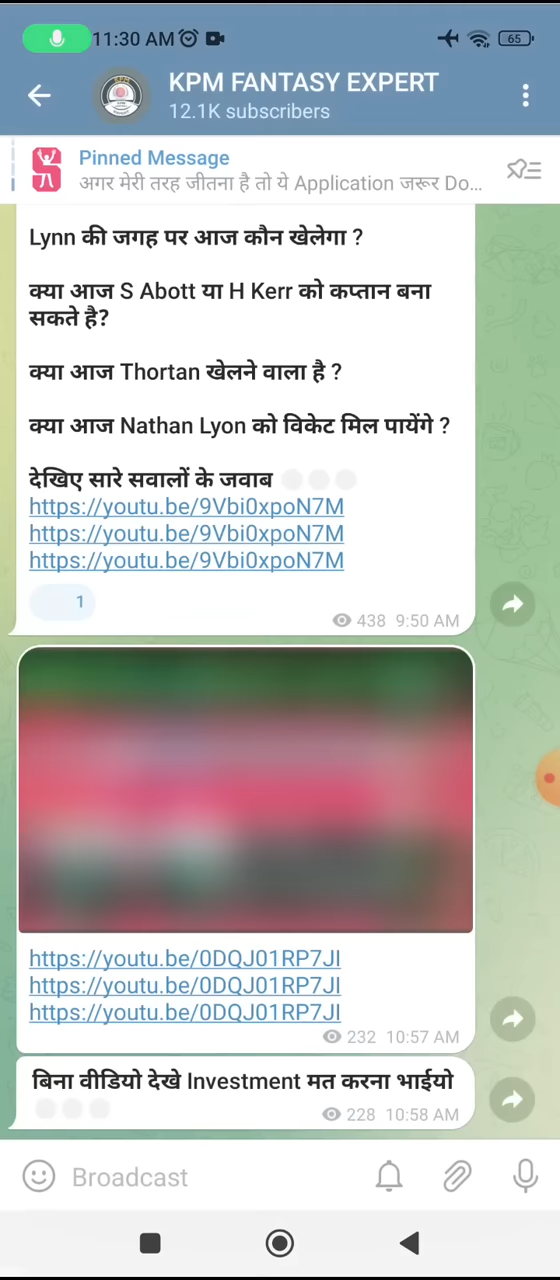 11:30 AM
65
KPM FANTASY EXPERT
12.1K subscribers
Pinned Message
अगर मेरी तरह जीतना है तो ये Application जरूर Do...
Lynn की जगह पर आज कौन खेलेगा ?
क्या आज S Abott या H Kerr को कप्तान बना
सकते है?
क्या आज Thortan खेलने वाला है ?
क्या आज Nathan Lyon को विकेट मिल पायेंगे ?
देखिए सारे सवालों के जवाब
https://youtu.be/9Vbi0xpoN7M
https://youtu.be/9Vbi0xpoN7M
https://youtu.be/9Vbi0xpoN7M
1
438 9:50 AM
https://youtu.be/0DQJ01RP7JI
https://youtu.be/0DQJ01RP7JI
https://youtu.be/0DQJ01RP7JI
232 10:57 AM
बिना वीडियो देखे Investment मत करना भाईयो
228 10:58 AM
Broadcast